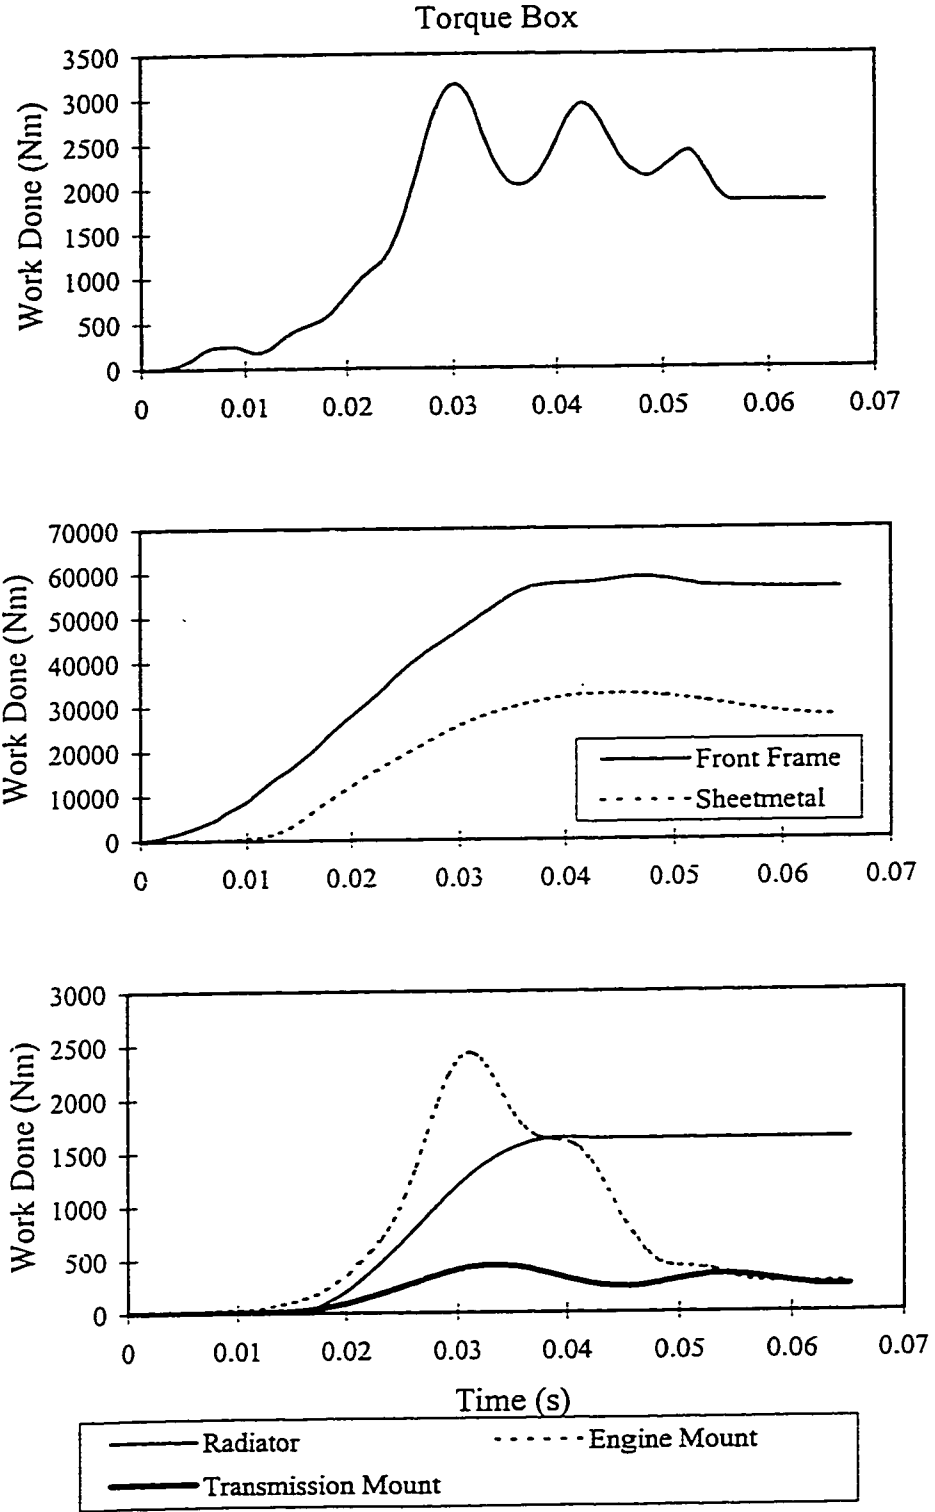 Torque Box
Work Done (Nm)
3500
3000
2500
2000
1500
1000
500
0
0 0.01 0.02 0.03 0.04 0.05 0.06 0.07
Work Done (Nm)
70000
60000
50000
40000
30000
20000
10000
0
Front Frame
Sheetmetal
0 0.01 0.02 0.03 0.04 0.05 0.06 0.07
Work Done (Nm)
3000
2500
2000
1500
1000
500
0
0 0.01 0.02 0.03 0.04 0.05 0.06 0.07
Time (s)
Radiator Engine Mount
Transmission Mount